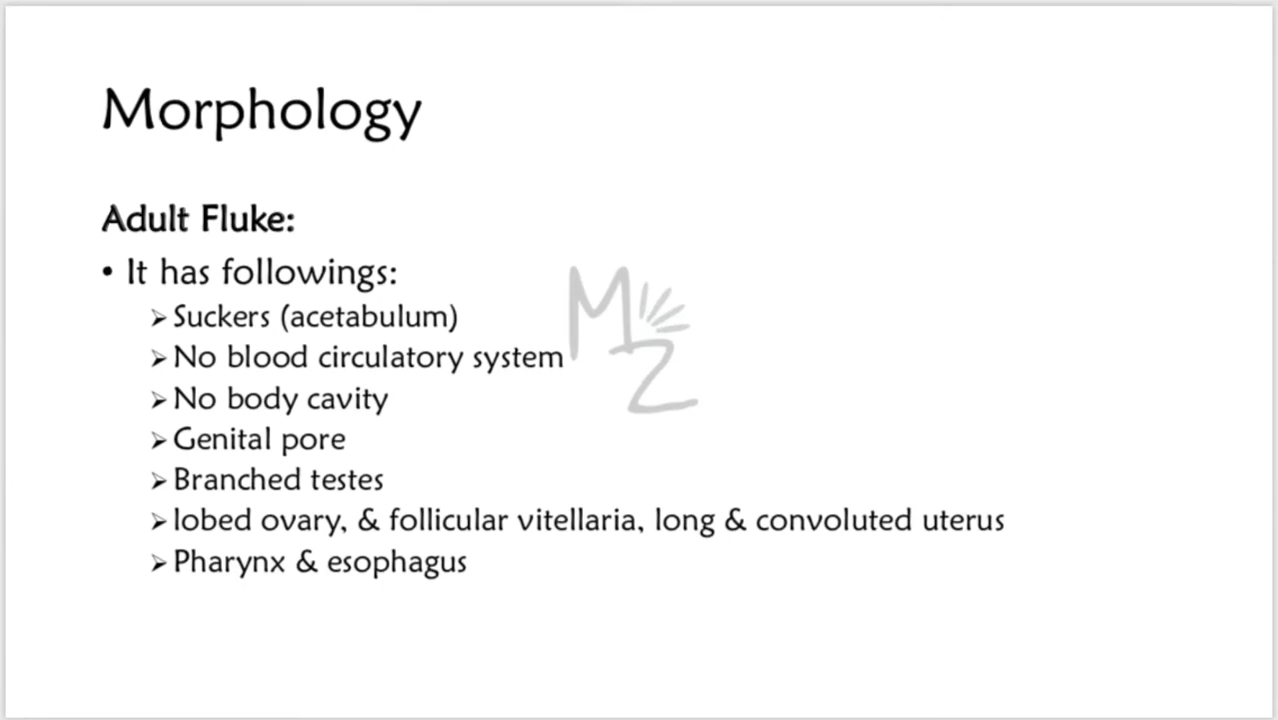 Morphology
Adult Fluke:
• It has followings:
➢ Suckers (acetabulum)
➢ No blood circulatory system
➢ No body cavity
➢ Genital pore
➢ Branched testes
➢ lobed ovary, & follicular vitellaria, long & convoluted uterus
➢ Pharynx & esophagus
MZ